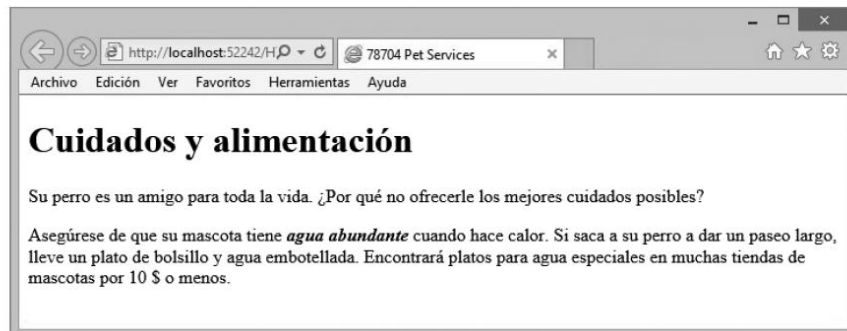 http://localhost:52242/H
78704 Pet Services
Archivo Edición Ver Favoritos Herramientas Ayuda
Cuidados y alimentación
Su perro es un amigo para toda la vida. ¿Por qué no ofrecerle los mejores cuidados posibles?
Asegúrese de que su mascota tiene agua abundante cuando hace calor. Si saca a su perro a dar un paseo largo,
lleve un plato de bolsillo y agua embotellada. Encontrará platos para agua especiales en muchas tiendas de
mascotas por 10 $ o menos.